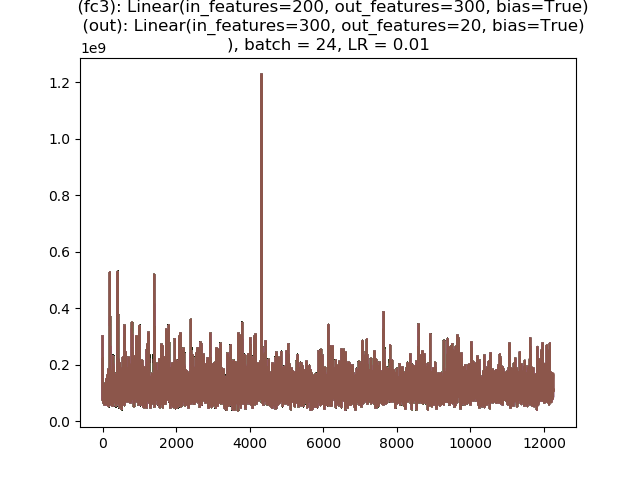 (fc3): Linear(in_features=200, out_features=300, bias=True)
(out): Linear(in_features=300, out_features=20, bias=True)
), batch = 24, LR = 0.01
1e9
1.2
1.0
0.8
0.6
0.4
0.2
0.0
0 2000 4000 6000 8000 10000 12000